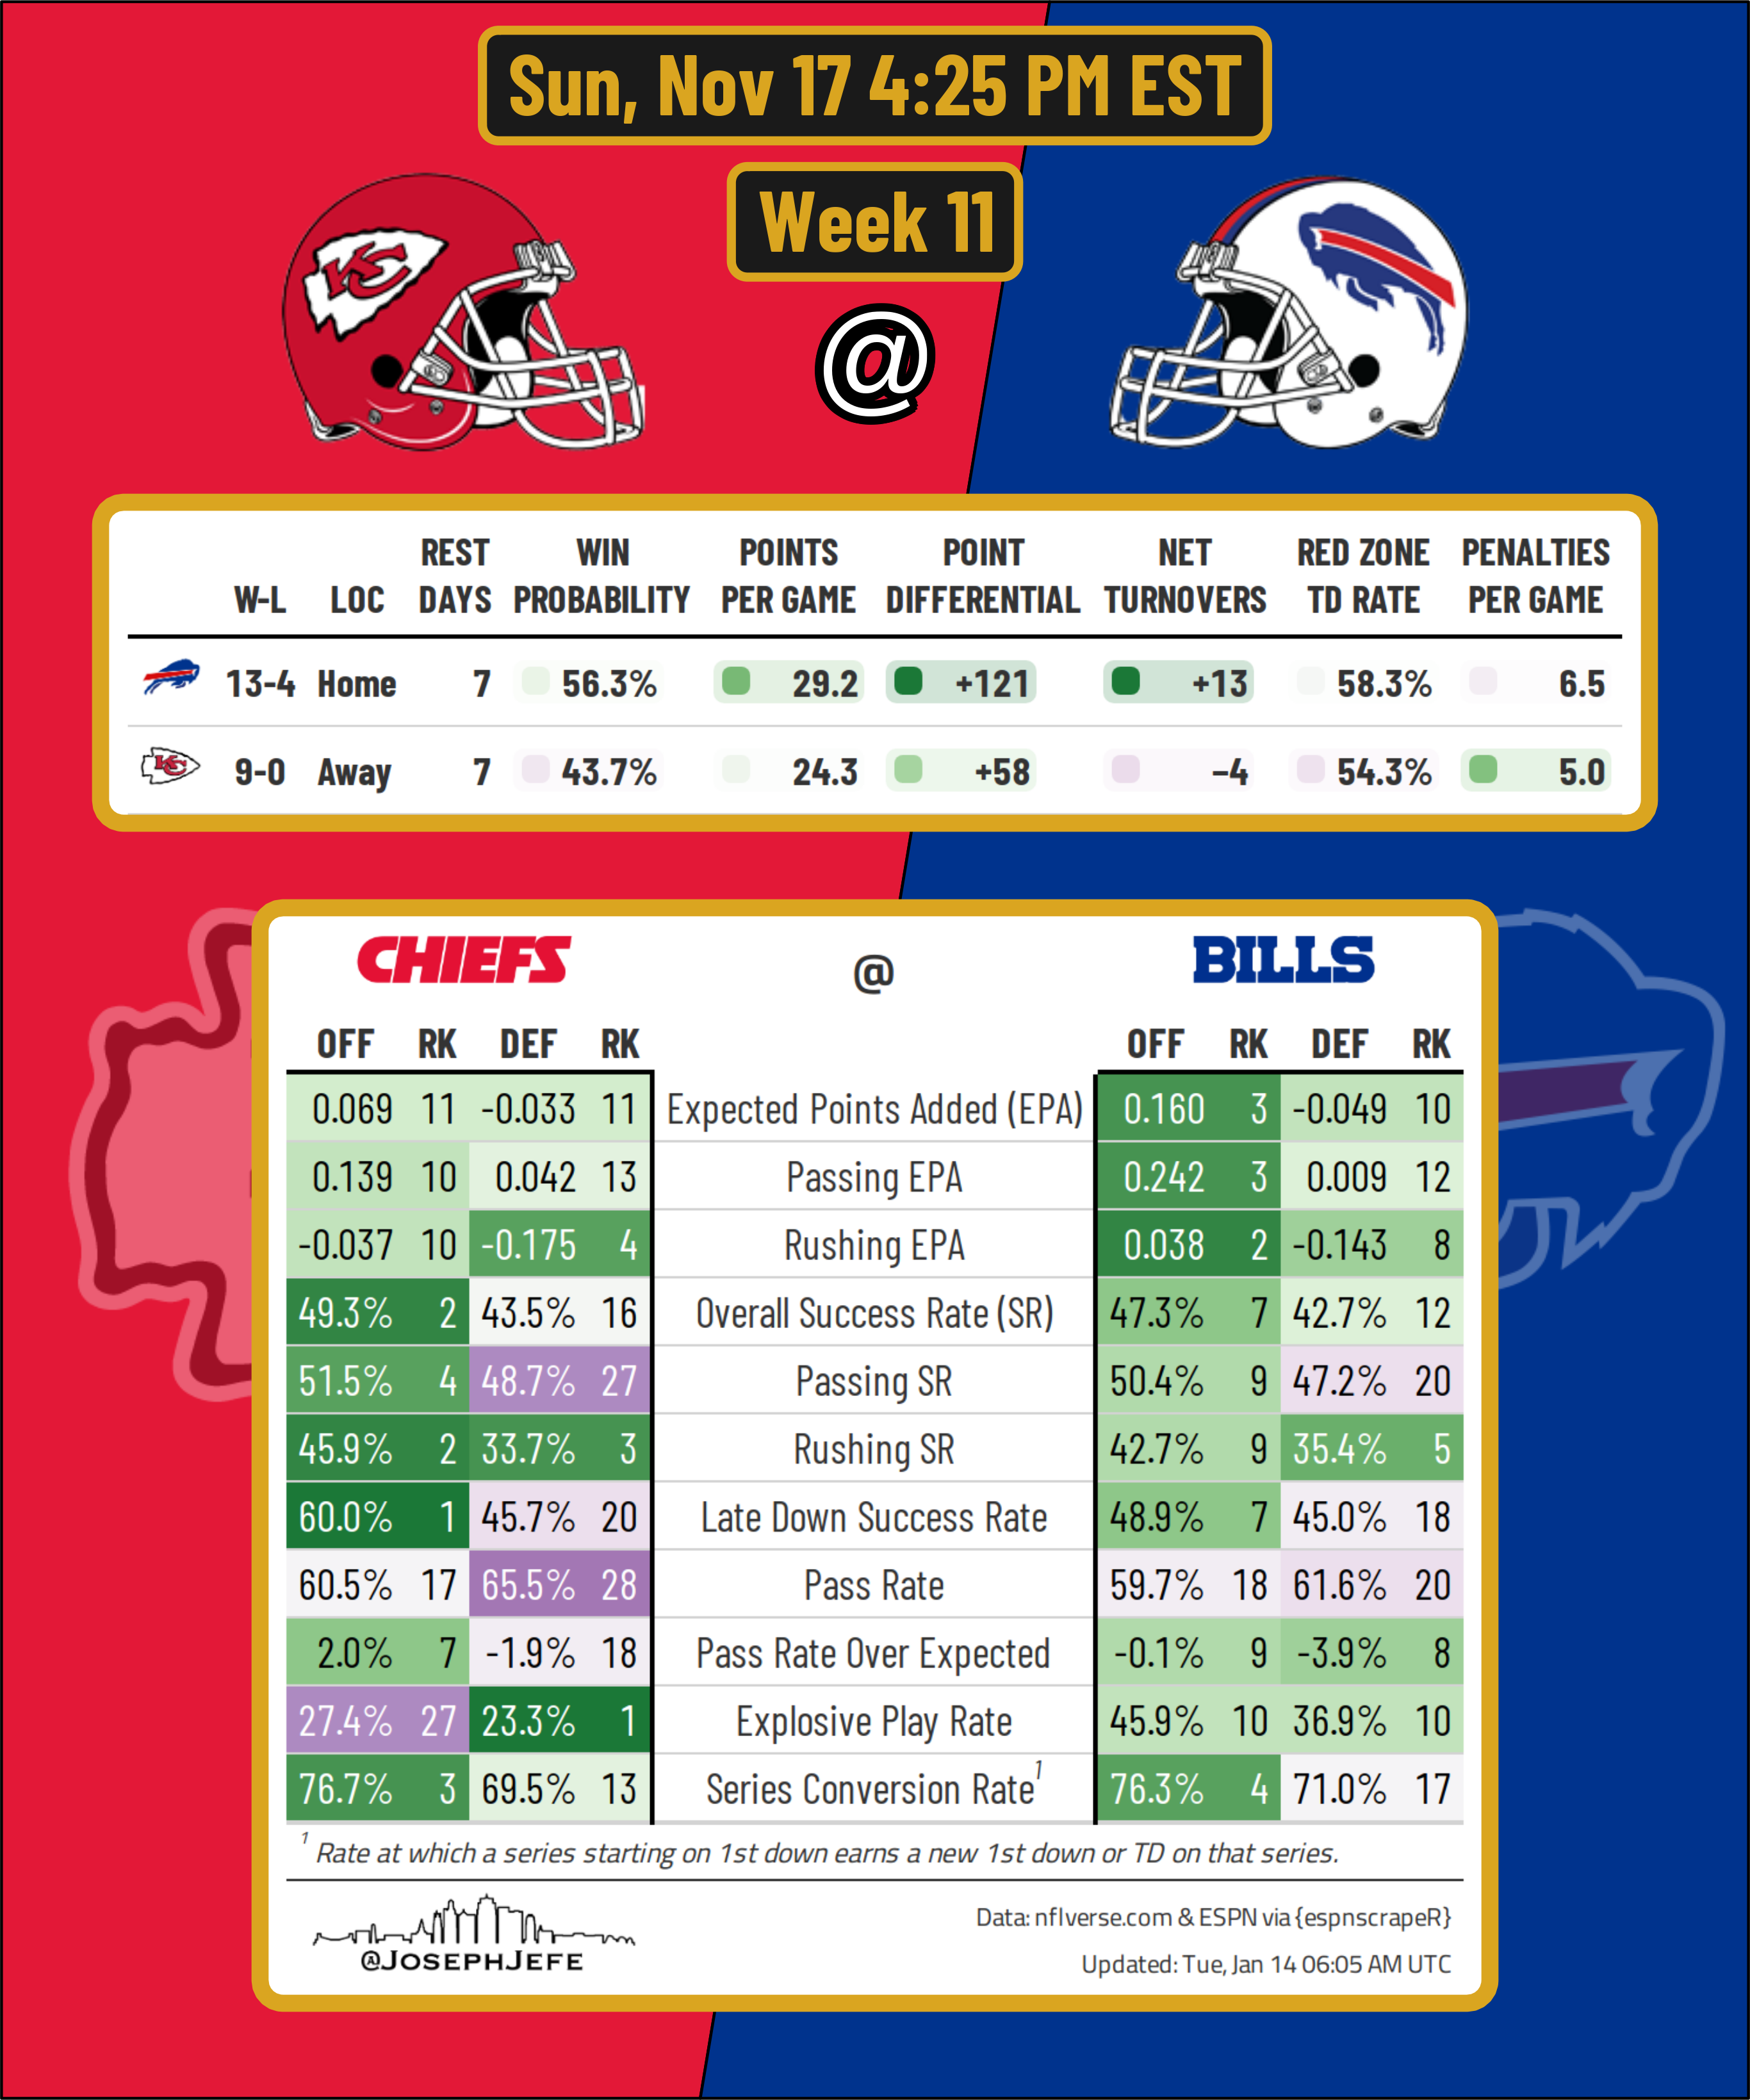 Sun, Nov 17 4:25 PM EST
Week 11
KC
@
REST WIN POINTS POINT NET RED ZONE PENALTIES
W-L LOC DAYS PROBABILITY PER GAME DIFFERENTIAL TURNOVERS TD RATE PER GAME
13-4 Home 7 56.3% 29.2 +121 +13 58.3% 6.5
KC 9-0 Away 7 43.7% 24.3 +58 −4 54.3% 5.0
CHIEFS @ BILLS
OFF RK DEF RK OFF RK DEF RK
0.069 11 -0.033 11 Expected Points Added (EPA) 0.160 3 -0.049 10
0.139 10 0.042 13 Passing EPA 0.242 3 0.009 12
-0.037 10 -0.175 4 Rushing EPA 0.038 2 -0.143 8
49.3% 2 43.5% 16 Overall Success Rate (SR) 47.3% 7 42.7% 12
51.5% 4 48.7% 27 Passing SR 50.4% 9 47.2% 20
45.9% 2 33.7% 3 Rushing SR 42.7% 9 35.4% 5
60.0% 1 45.7% 20 Late Down Success Rate 48.9% 7 45.0% 18
60.5% 17 65.5% 28 Pass Rate 59.7% 18 61.6% 20
2.0% 7 -1.9% 18 Pass Rate Over Expected -0.1% 9 -3.9% 8
27.4% 27 23.3% 1 Explosive Play Rate 45.9% 10 36.9% 10
76.7% 3 69.5% 13 Series Conversion Rate1 76.3% 4 71.0% 17
1 Rate at which a series starting on 1st down earns a new 1st down or TD on that series.
@JOSEPHJEFE
Data: nflverse.com & ESPN via {espnscrapeR}
Updated: Tue, Jan 14 06:05 AM UTC